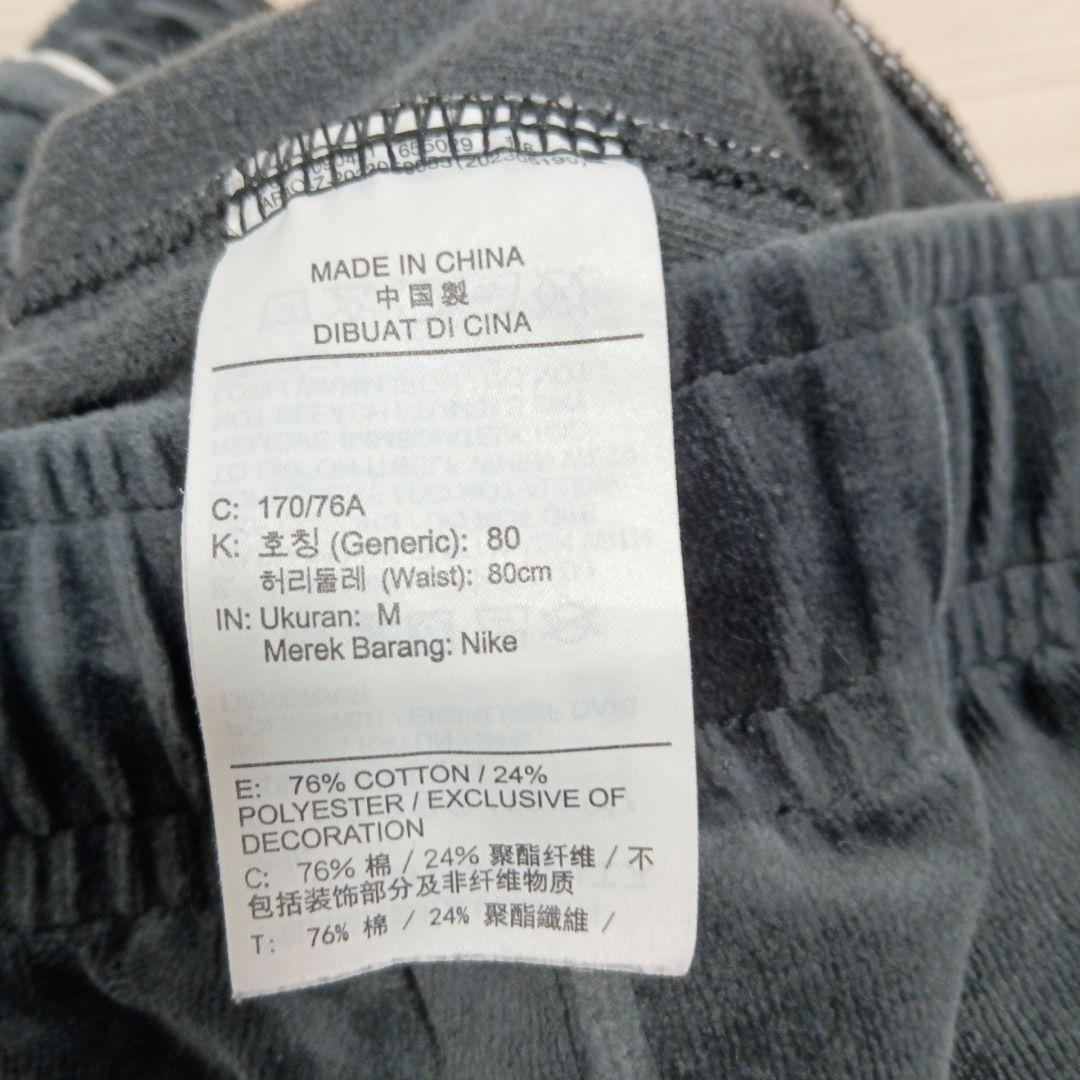 655029
MADE IN CHINA
中国製
DIBUAT DI CINA
C: 170/76A
K: 호칭 (Generic): 80
허리둘레 (Waist): 80cm
IN: Ukuran: M
Merek Barang: Nike
E: 76% COTTON / 24%
POLYESTER / EXCLUSIVE OF
DECORATION
C: 76% 棉 / 24% 聚酯纤维 / 不
包括装饰部分及非纤维物质
T: 76% 棉 / 24% 聚酯纖維 /